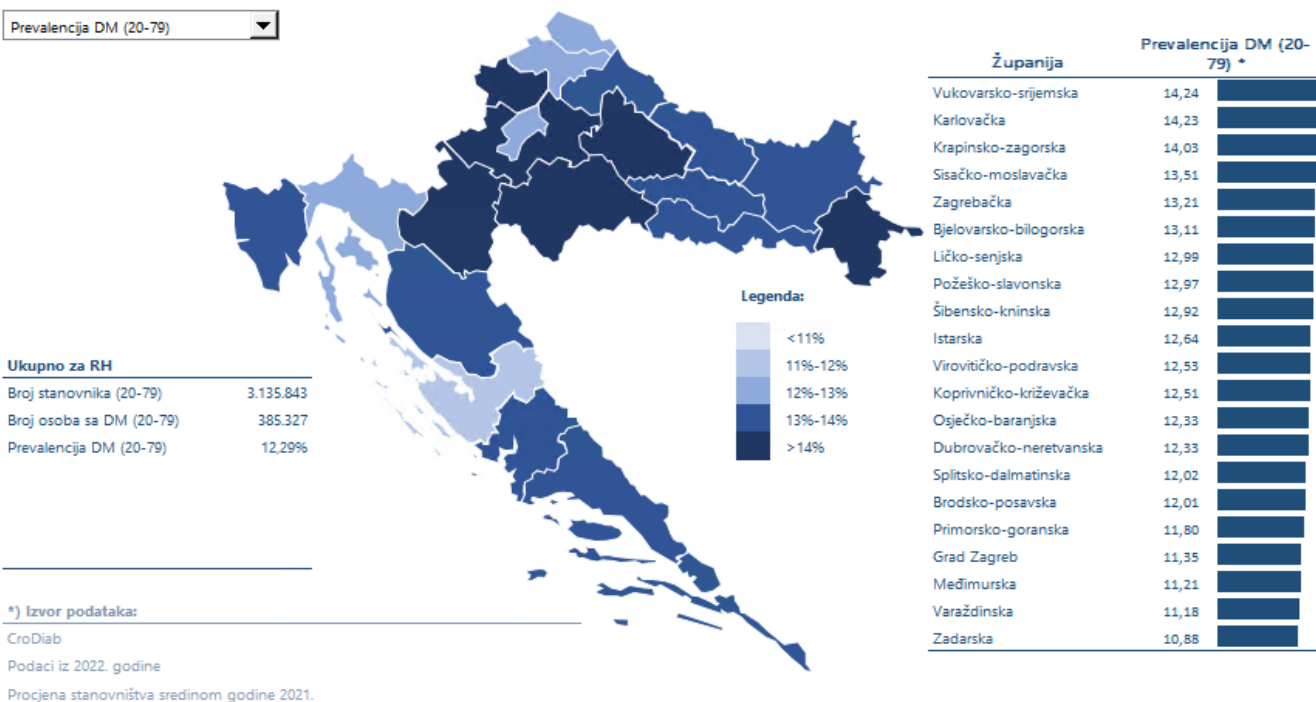 Prevalencija DM (20-79)
Ukupno za RH
Broj stanovnika (20-79) 3.135.843
Broj osoba sa DM (20-79) 385.327
Prevalencija DM (20-79) 12,29%
*) Izvor podataka:
CroDiab
Podaci iz 2022. godine
Procjena stanovništva sredinom godine 2021.
Legenda:
<11%
11%-12%
12%-13%
13%-14%
>14%
Županija Prevalencija DM (20-
79) *
Vukovarsko-srijemska 14,24
Karlovačka 14,23
Krapinsko-zagorska 14,03
Sisačko-moslavačka 13,51
Zagrebačka 13,21
Bjelovarsko-bilogorska 13,11
Ličko-senjska 12,99
Požeško-slavonska 12,97
Šibensko-kninska 12,92
Istarska 12,64
Virovitičko-podravska 12,53
Koprivničko-križevačka 12,51
Osječko-baranjska 12,33
Dubrovačko-neretvanska 12,33
Splitsko-dalmatinska 12,02
Brodsko-posavska 12,01
Primorsko-goranska 11,80
Grad Zagreb 11,35
Međimurska 11,21
Varaždinska 11,18
Zadarska 10,88